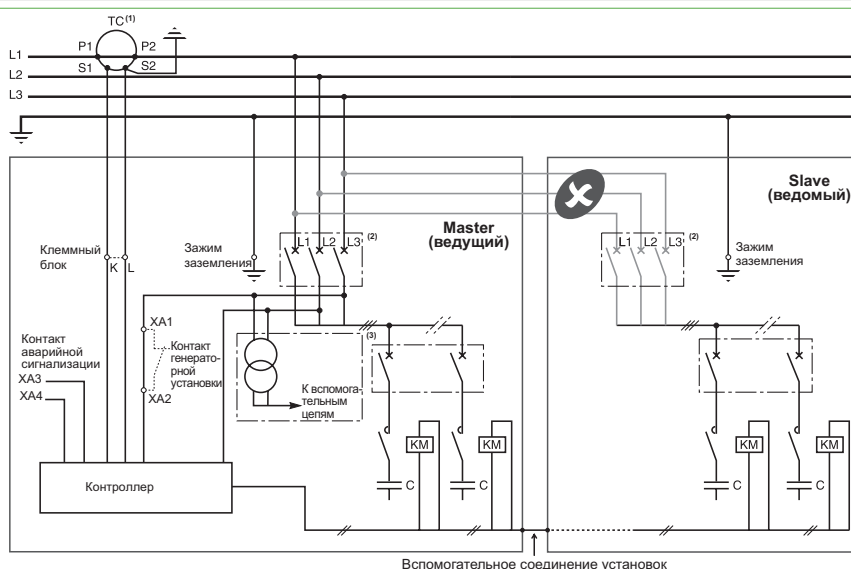 TC(1)
P1 P2
L1
S1 S2
L2
L3
Slave
(ведомый)
Master
(ведущий)
L1 L2 L3 (2)
L1 L2 L3 (2)
Клеммный
блок
K L
Зажим
заземления
Зажим
заземления
XA1
Контакт
генерато-
рной
установки
XA2
(3)
Контакт
аварийной
сигнализации
XA3
XA4
К вспомога-
тельным
цепям
KM KM
KM KM
C C
C C
Контроллер
Вспомогательное соединение установок